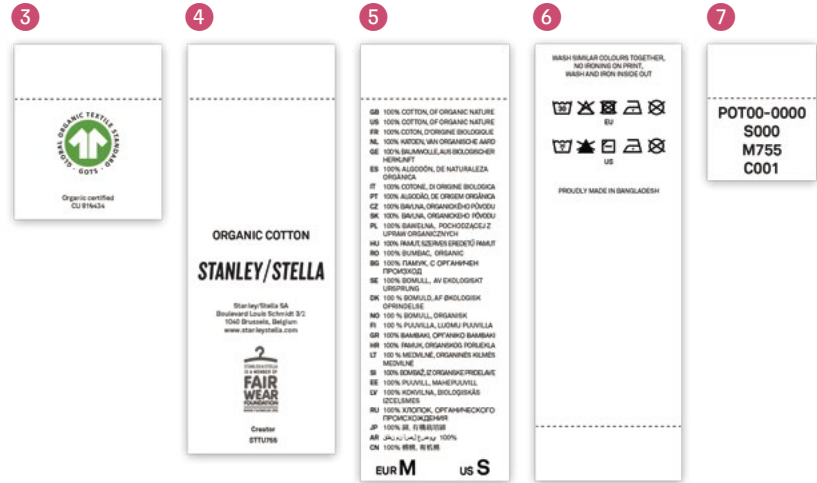 3
GLOBAL ORGANIC TEXTILE STANDARD
· GOTS ·
Organic certified
CU 816434
4
ORGANIC COTTON
STANLEY/STELLA
Stanley/Stella SA
Boulevard Louis Schmidt 3/2
1040 Brussels, Belgium
www.stanleystella.com
STANLEY/STELLA
IS A MEMBER OF
FAIR
WEAR
FOUNDATION
Creator
STTU755
5
GB 100% COTTON, OF ORGANIC NATURE
US 100% COTTON, OF ORGANIC NATURE
FR 100% COTON, D'ORIGINE BIOLOGIQUE
NL 100% KATOEN, VAN ORGANISCHE AARD
GE 100% BAUMWOLLE, AUS BIOLOGISCHER
HERKUNFT
ES 100% ALGODÓN, DE NATURALEZA
ORGÁNICA
IT 100% COTONE, DI ORIGINE BIOLOGICA
PT 100% ALGODÃO, DE ORIGEM ORGÂNICA
CZ 100% BAVLNA, ORGANICKÉHO PŮVODU
SK 100% BAVLNA, ORGANICKÉHO PÔVODU
PL 100% BAWEŁNA, POCHODZĄCEJ Z
UPRAW ORGANICZNYCH
HU 100% PAMUT, SZERVES EREDETŰ PAMUT
RO 100% BUMBAC, ORGANIC
BG 100% ПАМУК, С ОРГАНИЧЕН
ПРОИЗХОД
SE 100% BOMULL, AV EKOLOGISKT
URSPRUNG
DK 100 % BOMULD, AF ØKOLOGISK
OPRINDELSE
NO 100 % BOMULL, ORGANISK
FI 100 % PUUVILLA, LUOMU PUUVILLA
GR 100% ΒΑΜΒΑΚΙ, ΟΡΓΑΝΙΚΟ ΒΑΜΒΑΚΙ
HR 100% PAMUK, ORGANSKOG PORIJEKLA
LT 100 % MEDVILNĖ, ORGANINĖS KILMĖS
MEDVILNĖ
SI 100% BOMBAŽ, IZ ORGANSKE PRIDELAVE
EE 100% PUUVILL, MAHEPUUVILL
LV 100% KOKVILNA, BIOLOĢISKĀS
IZCELSMES
RU 100% ХЛОПОК, ОРГАНИЧЕСКОГО
ПРОИСХОЖДЕНИЯ
JP 100% 綿, 有機栽培綿
AR 100%
CN 100% 棉, 有机棉
EUR M US S
6
WASH SIMILAR COLOURS TOGETHER,
NO IRONING ON PRINT,
WASH AND IRON INSIDE OUT
30
EU
US
PROUDLY MADE IN BANGLADESH
7
POT00-0000
S000
M755
C001